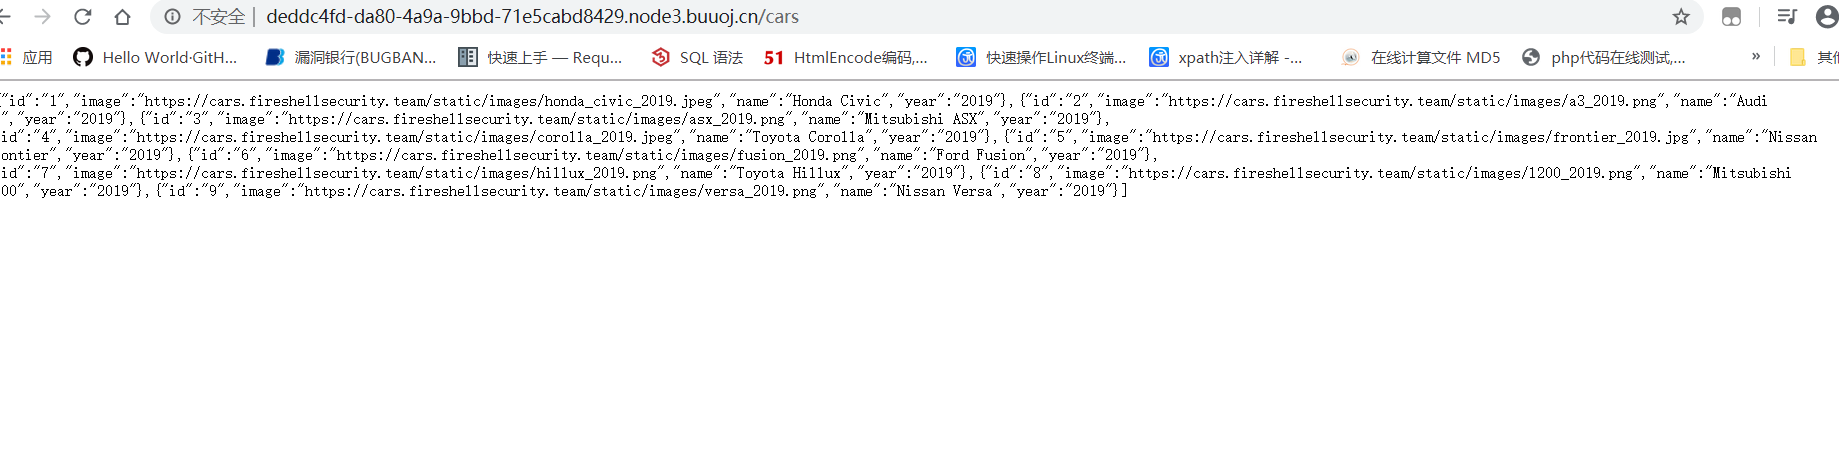 不安全 | deddc4fd-da80-4a9a-9bbd-71e5cabd8429.node3.buuoj.cn/cars
应用 Hello World·GitH... 漏洞银行(BUGBAN... 快速上手 — Requ... SQL 语法 51 HtmlEncode编码,... 快速操作Linux终端... xpath注入详解 -... 在线计算文件 MD5 php代码在线测试,... » 其他
"id":"1","image":"https://cars.fireshellsecurity.team/static/images/honda_civic_2019.jpeg","name":"Honda Civic","year":"2019"},{"id":"2","image":"https://cars.fireshellsecurity.team/static/images/a3_2019.png","name":"Audi
","year":"2019"},{"id":"3","image":"https://cars.fireshellsecurity.team/static/images/asx_2019.png","name":"Mitsubishi ASX","year":"2019"},
id":"4","image":"https://cars.fireshellsecurity.team/static/images/corolla_2019.jpeg","name":"Toyota Corolla","year":"2019"},{"id":"5","image":"https://cars.fireshellsecurity.team/static/images/frontier_2019.jpg","name":"Nissan
ontier","year":"2019"},{"id":"6","image":"https://cars.fireshellsecurity.team/static/images/fusion_2019.png","name":"Ford Fusion","year":"2019"},
id":"7","image":"https://cars.fireshellsecurity.team/static/images/hillux_2019.png","name":"Toyota Hillux","year":"2019"},{"id":"8","image":"https://cars.fireshellsecurity.team/static/images/l200_2019.png","name":"Mitsubishi
00","year":"2019"},{"id":"9","image":"https://cars.fireshellsecurity.team/static/images/versa_2019.png","name":"Nissan Versa","year":"2019"}]